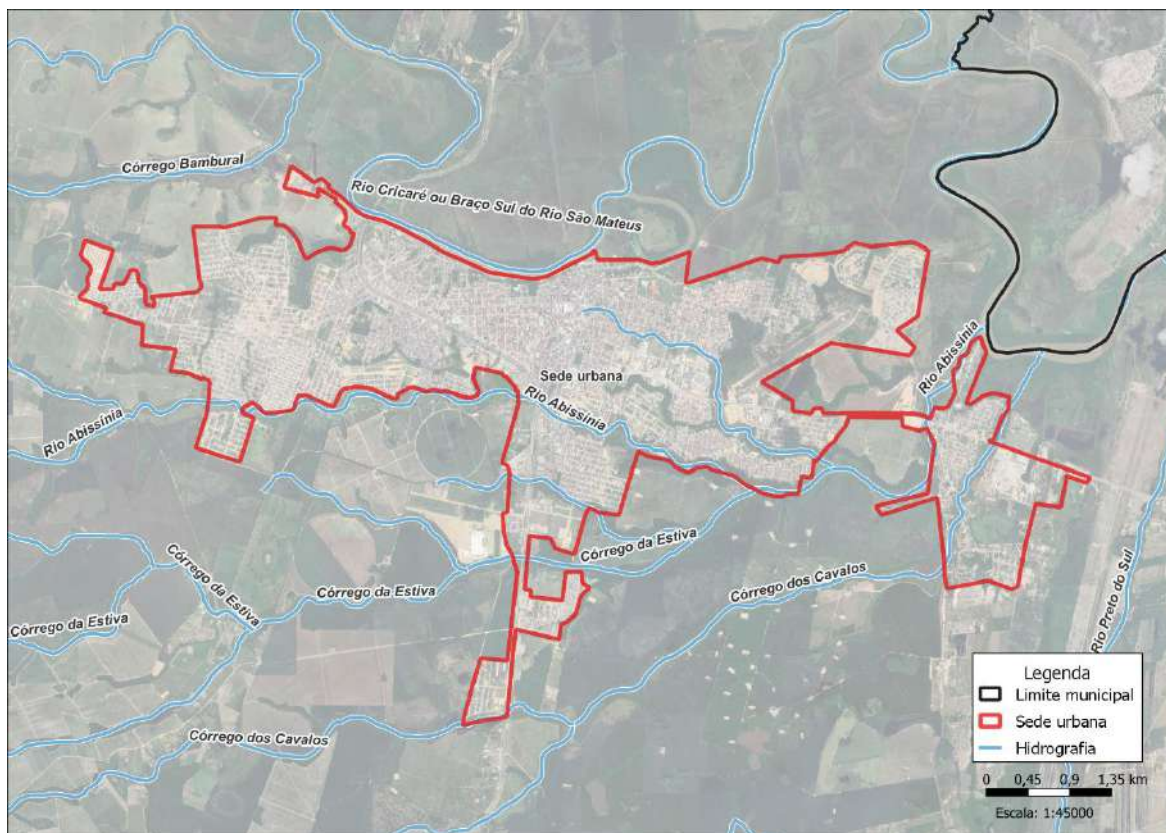 Córrego Bambural
Rio Cricaré ou Braço Sul do Rio São Mateus
Rio Abissínia
Sede urbana
Rio Abissínia
Rio Abissínia
Córrego da Estiva
Córrego da Estiva
Córrego da Estiva
Córrego da Estiva
Córrego dos Cavalos
Rio Preto do Sul
Córrego dos Cavalos
Legenda
Limite municipal
Sede urbana
Hidrografia
0 0,45 0,9 1,35 km
Escala: 1:45000